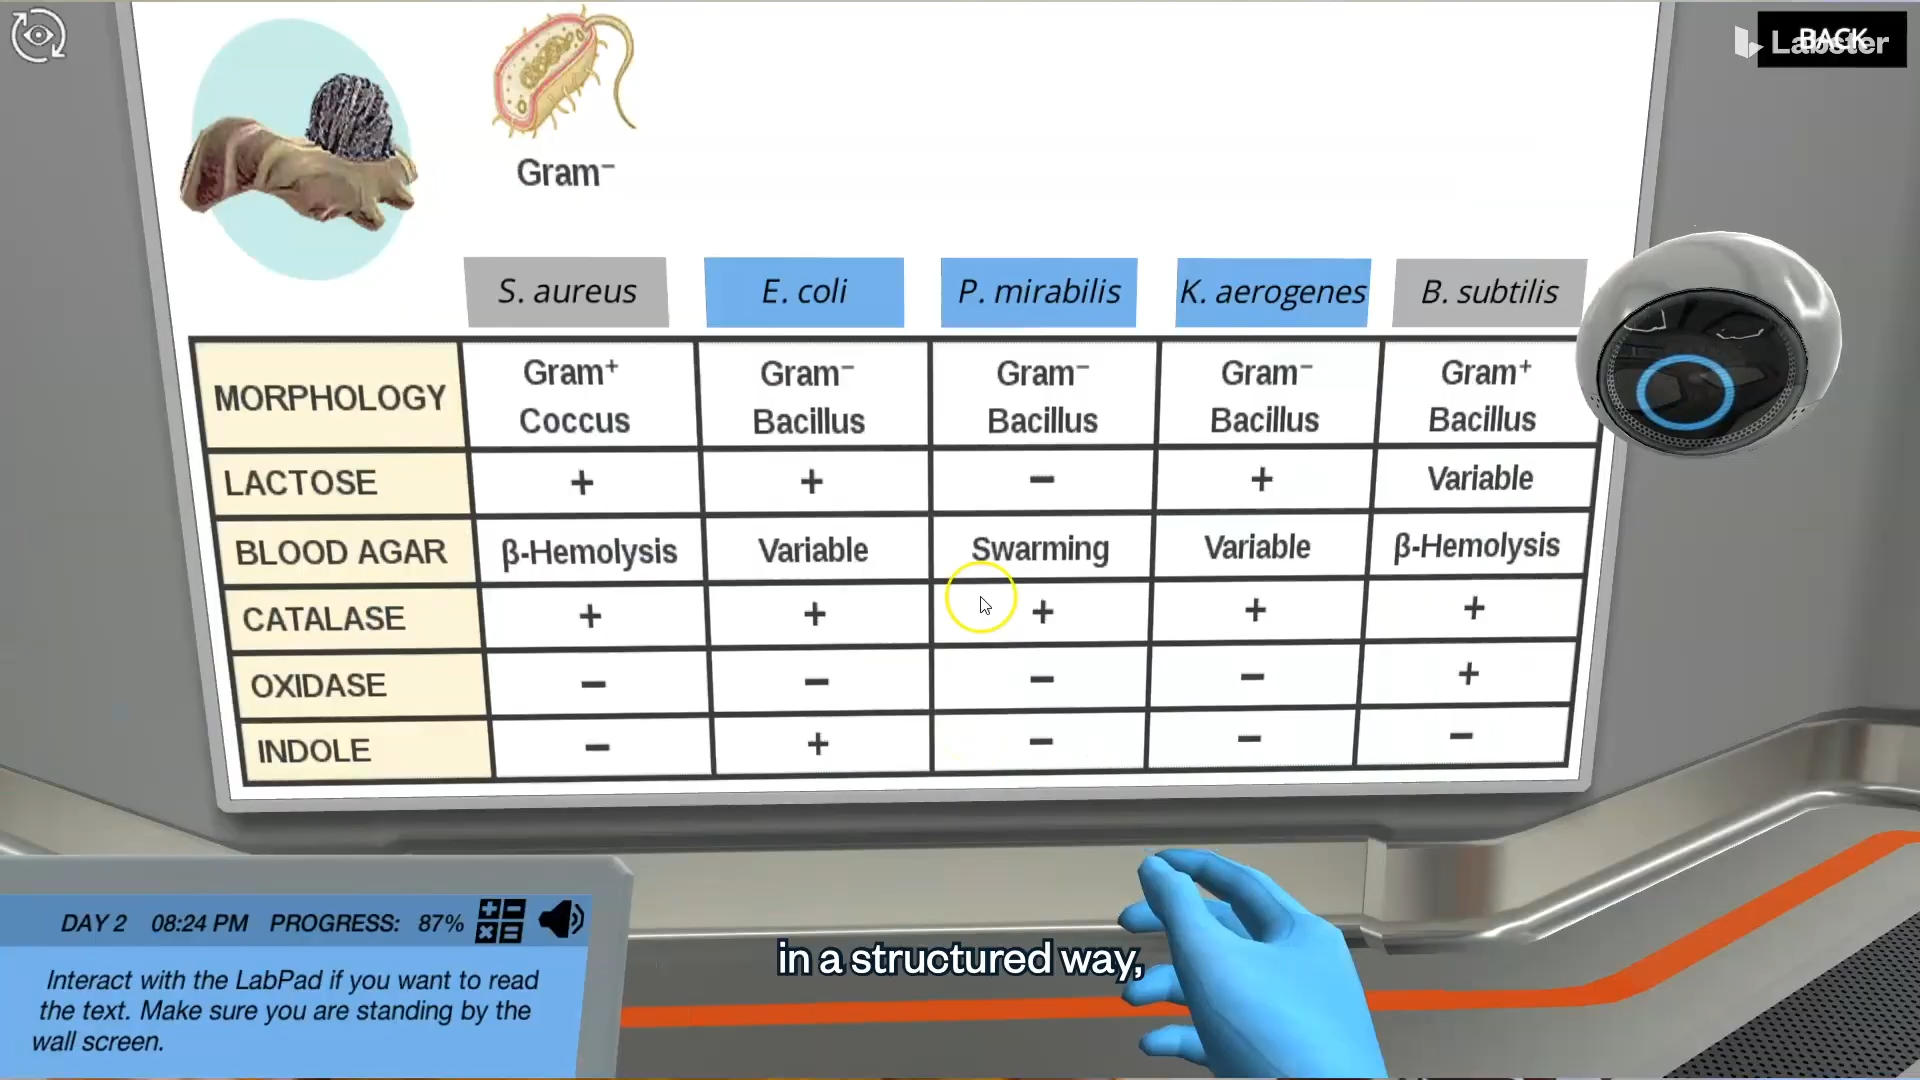 BACK
Labster
Gram⁻
S. aureus
E. coli
P. mirabilis
K. aerogenes
B. subtilis
MORPHOLOGY
Gram⁺
Coccus
Gram⁻
Bacillus
Gram⁻
Bacillus
Gram⁻
Bacillus
Gram⁺
Bacillus
LACTOSE
+
+
−
+
Variable
BLOOD AGAR
β-Hemolysis
Variable
Swarming
Variable
β-Hemolysis
CATALASE
+
+
+
+
+
OXIDASE
−
−
−
−
+
INDOLE
−
+
−
−
−
DAY 2 08:24 PM PROGRESS: 87%
Interact with the LabPad if you want to read
the text. Make sure you are standing by the
wall screen.
in a structured way,